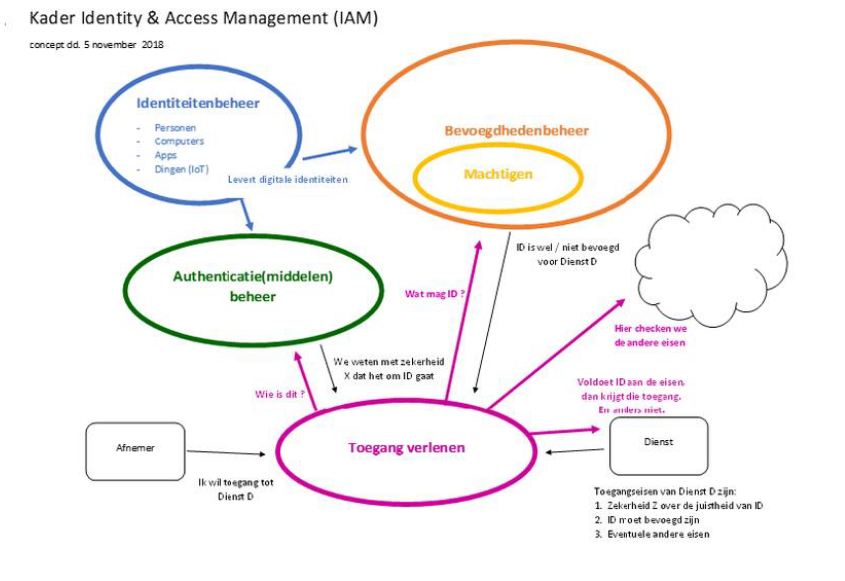 Kader Identity & Access Management (IAM)
concept dd. 5 november 2018
Identiteitenbeheer
- Personen
- Computers
- Apps
- Dingen (IoT)
Levert digitale identiteiten
Bevoegdhedenbeheer
Machtigen
Authenticatie(middelen)
beheer
ID is wel / niet bevoegd
voor Dienst D
Wat mag ID ?
Hier checken we
de andere eisen
We weten met zekerheid
X dat het om ID gaat
Wie is dit ?
Voldoet ID aan de eisen,
dan krijgt die toegang.
En anders niet.
Afnemer
Toegang verlenen
Dienst
Ik wil toegang tot
Dienst D
Toegangseisen van Dienst D zijn:
1. Zekerheid Z over de juistheid van ID
2. ID moet bevoegd zijn
3. Eventuele andere eisen